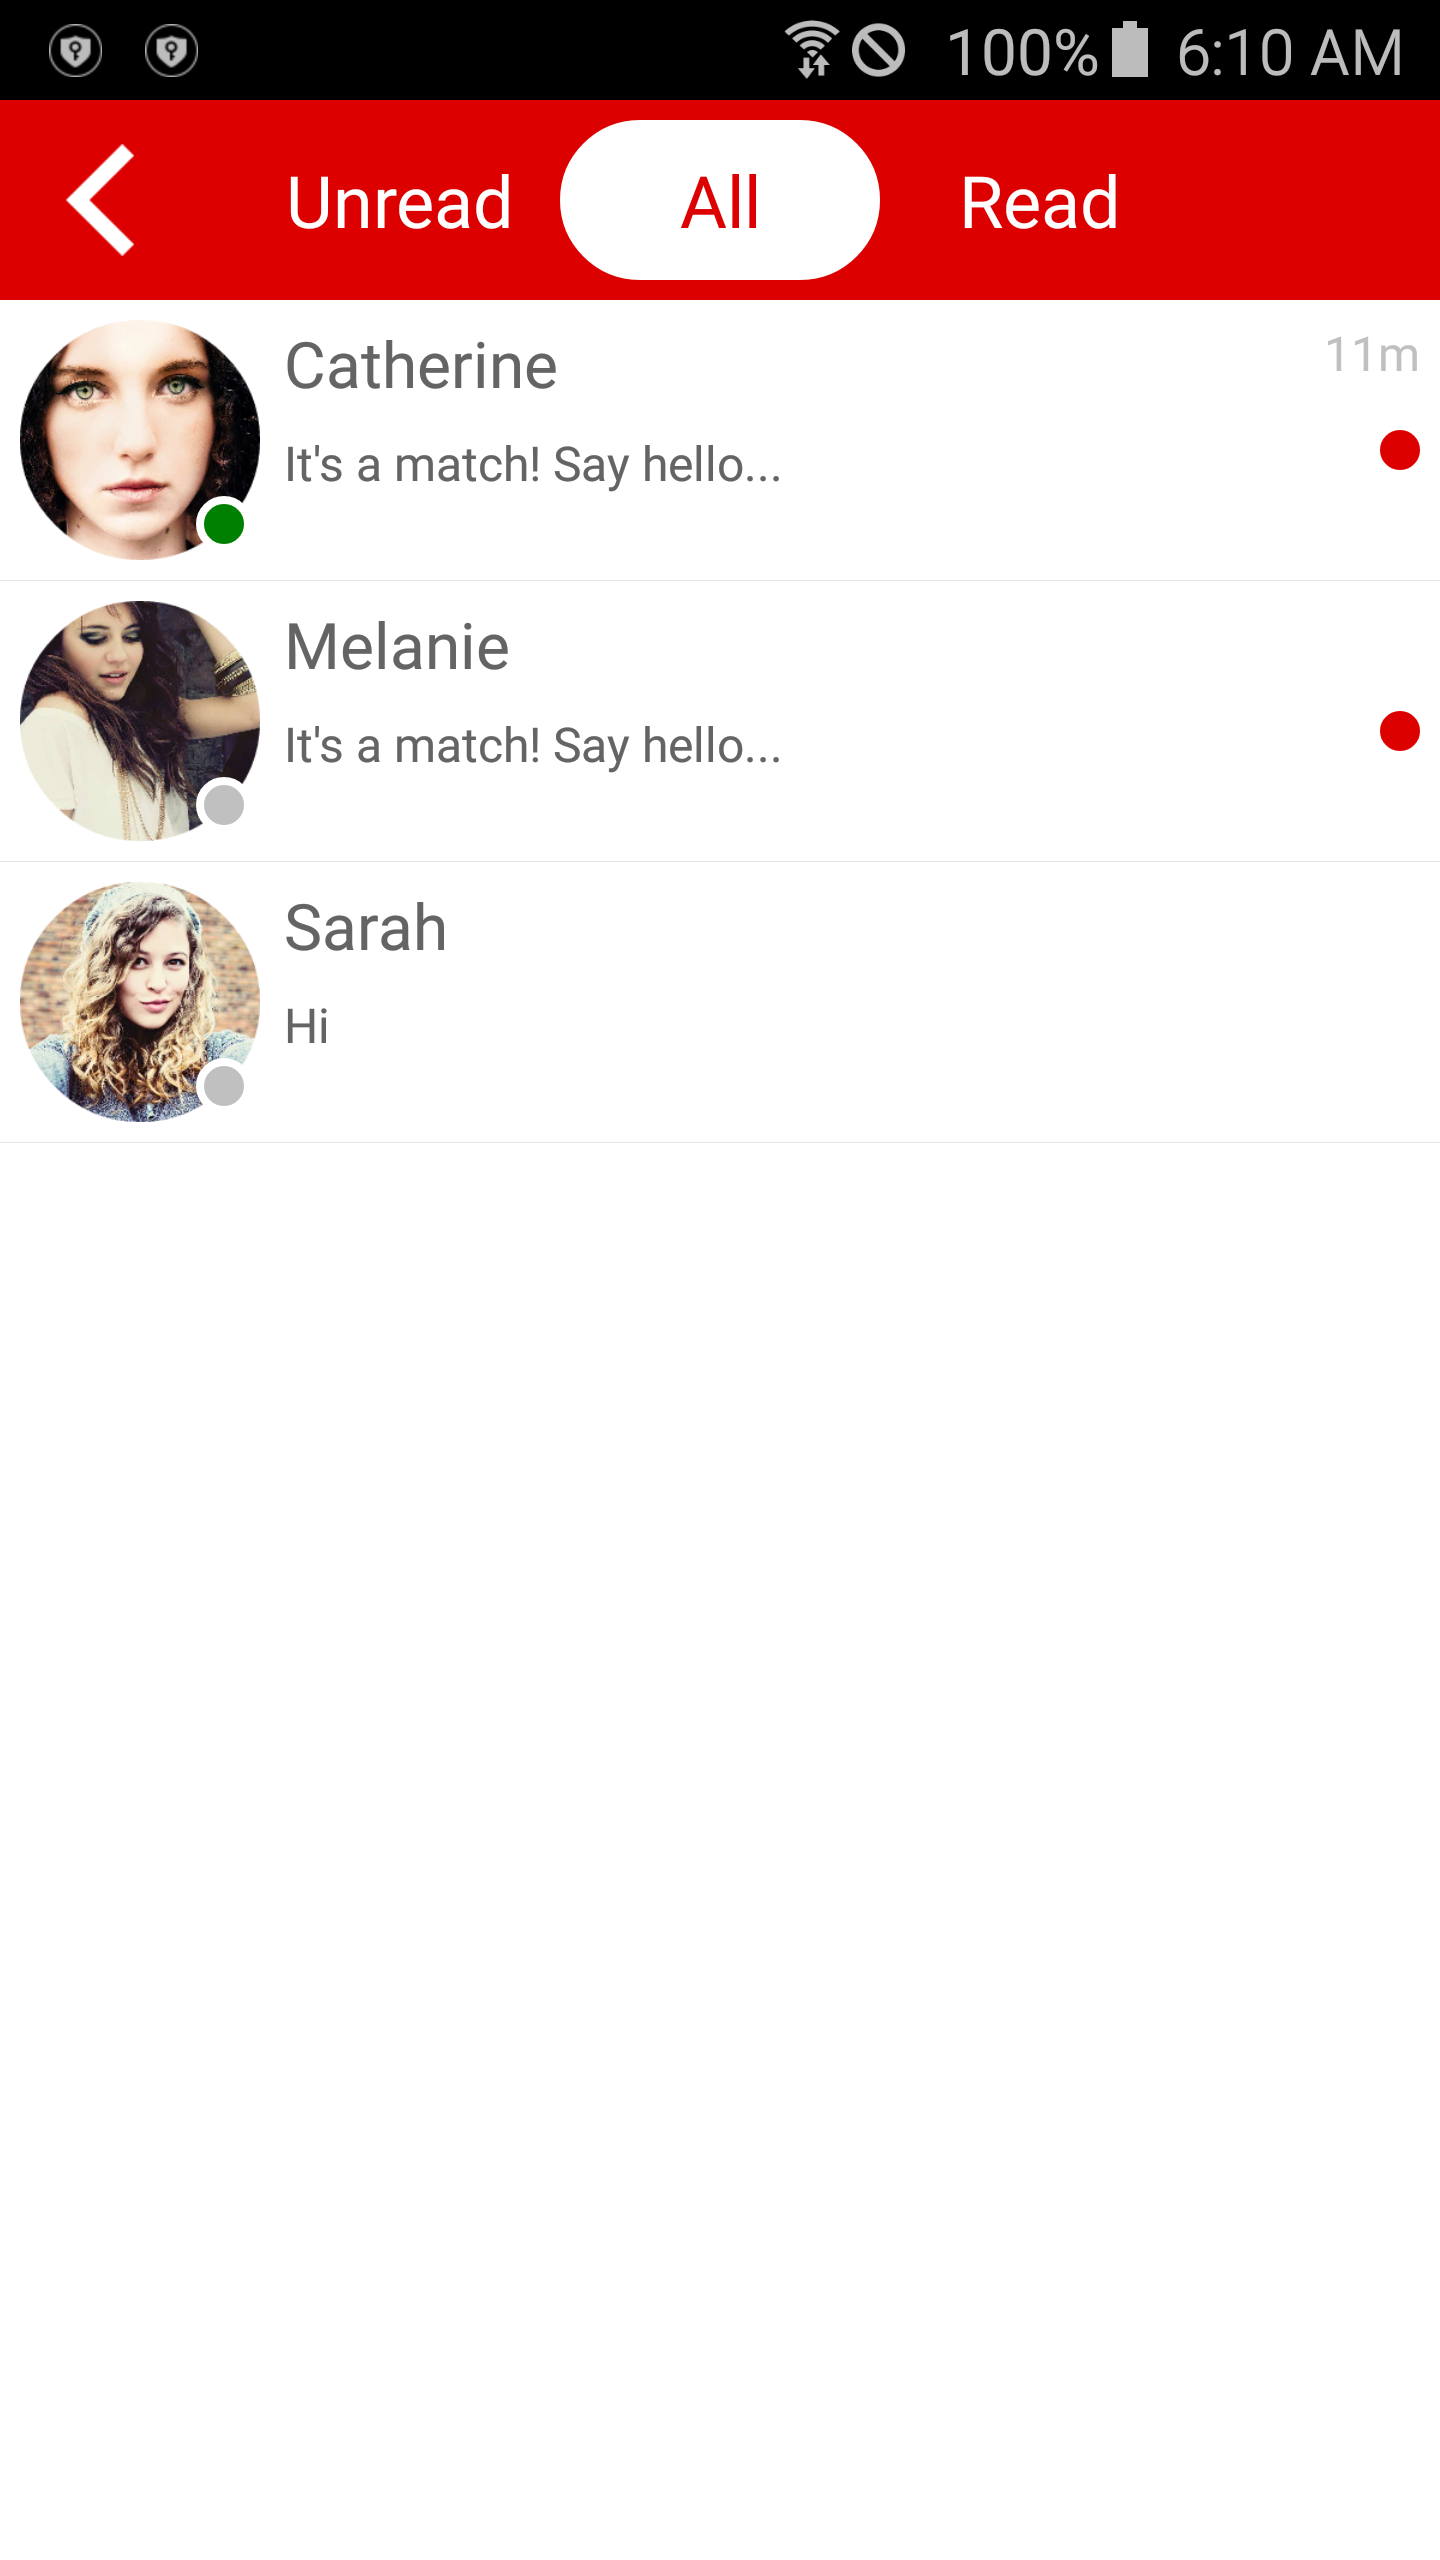 100% 6:10 AM
Unread All Read
Catherine 11m
It's a match! Say hello...
Melanie
It's a match! Say hello...
Sarah
Hi